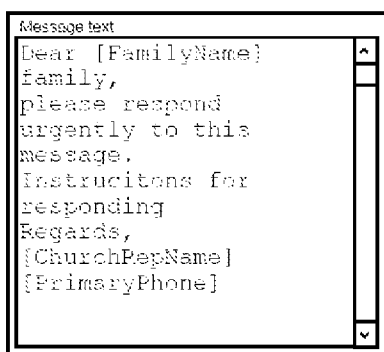 Message text
Dear [FamilyName]
family,
please respond
urgently to this
message.
Instrucitons for
responding
Regards,
[ChurchRepName]
[PrimaryPhone]